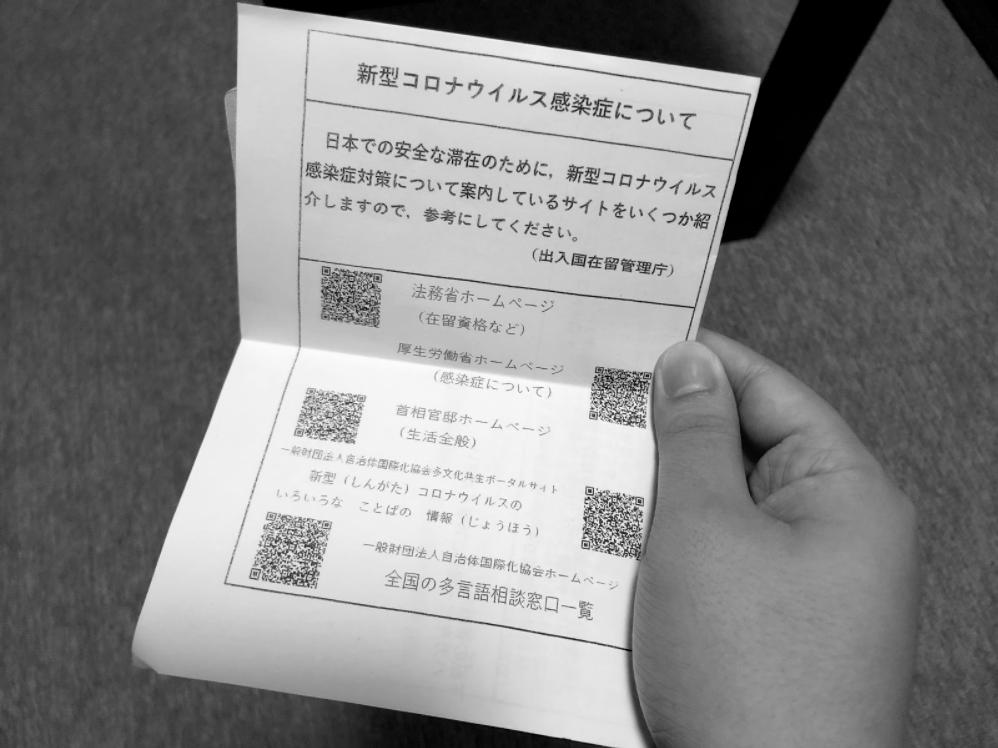 新型コロナウイルス感染症について
日本での安全な滞在のために，新型コロナウイルス
感染症対策について案内しているサイトをいくつか紹
介しますので，参考にしてください。
（出入国在留管理庁）
法務省ホームページ
（在留資格など）
厚生労働省ホームページ
（感染症について）
首相官邸ホームページ
（生活全般）
一般財団法人自治体国際化協会多文化共生ポータルサイト
新型（しんがた）コロナウイルスの
いろいろな　ことばの　情報（じょうほう）
一般財団法人自治体国際化協会ホームページ
全国の多言語相談窓口一覧